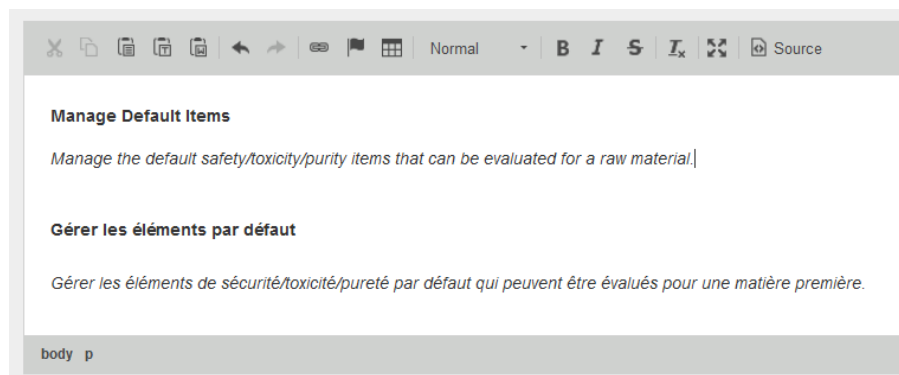 Normal
B I S Ix Source
Manage Default Items
Manage the default safety/toxicity/purity items that can be evaluated for a raw material.
Gérer les éléments par défaut
Gérer les éléments de sécurité/toxicité/pureté par défaut qui peuvent être évalués pour une matière première.
body p